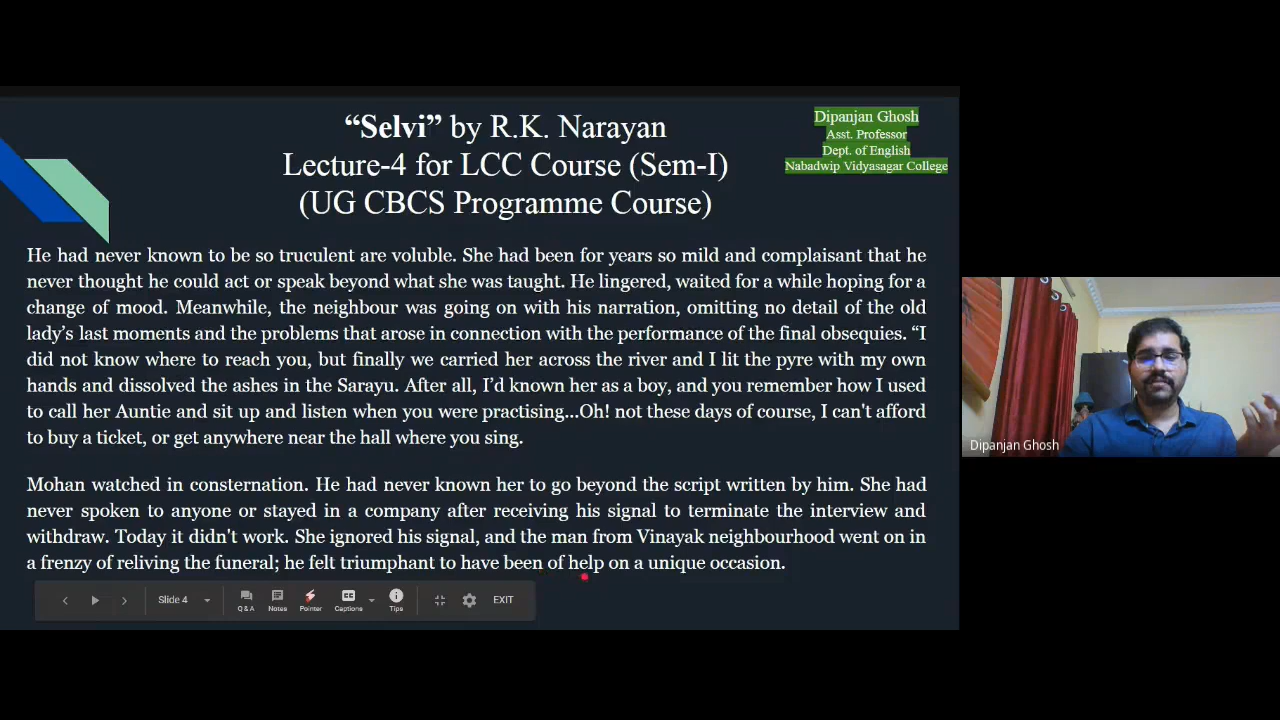 “Selvi” by R.K. Narayan
Lecture-4 for LCC Course (Sem-I)
(UG CBCS Programme Course)
Dipanjan Ghosh
Asst. Professor
Dept. of English
Nabadwip Vidyasagar College
He had never known to be so truculent are voluble. She had been for years so mild and complaisant that he
never thought he could act or speak beyond what she was taught. He lingered, waited for a while hoping for a
change of mood. Meanwhile, the neighbour was going on with his narration, omitting no detail of the old
lady’s last moments and the problems that arose in connection with the performance of the final obsequies. “I
did not know where to reach you, but finally we carried her across the river and I lit the pyre with my own
hands and dissolved the ashes in the Sarayu. After all, I’d known her as a boy, and you remember how I used
to call her Auntie and sit up and listen when you were practising...Oh! not these days of course, I can't afford
to buy a ticket, or get anywhere near the hall where you sing.
Mohan watched in consternation. He had never known her to go beyond the script written by him. She had
never spoken to anyone or stayed in a company after receiving his signal to terminate the interview and
withdraw. Today it didn't work. She ignored his signal, and the man from Vinayak neighbourhood went on in
a frenzy of reliving the funeral; he felt triumphant to have been of help on a unique occasion.
Slide 4
Q & A
Notes
Pointer
Captions
Tips
EXIT
Dipanjan Ghosh